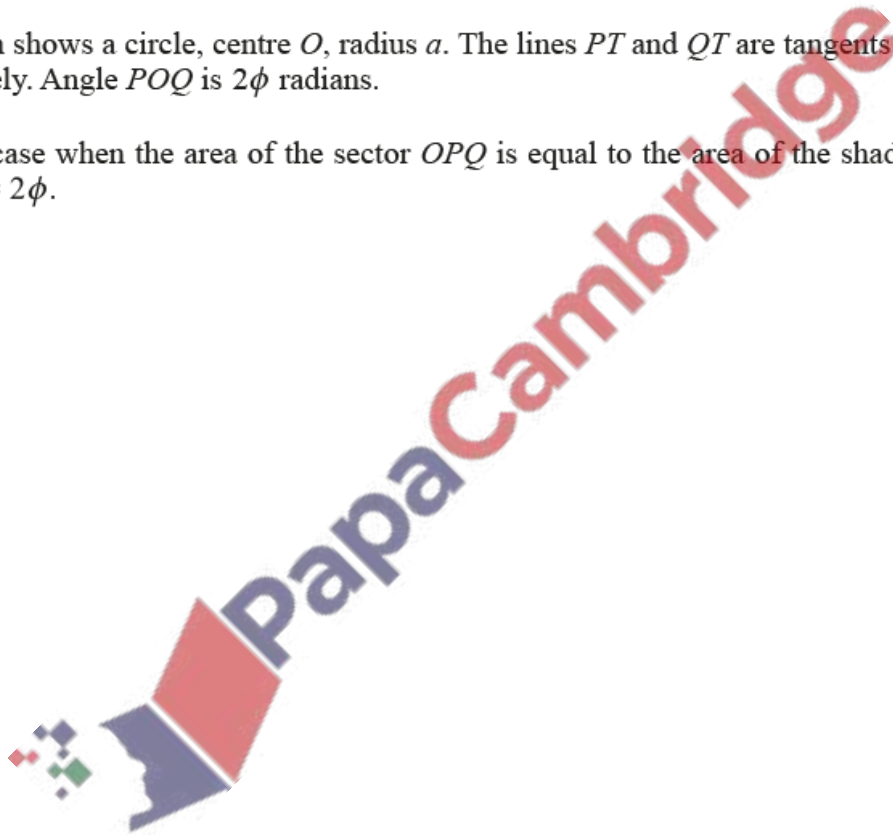 shows a circle, centre O, radius a. The lines PT and QT are tangents
ly. Angle POQ is 2ϕ radians.
case when the area of the sector OPQ is equal to the area of the shad
2ϕ.
PapaCambridge